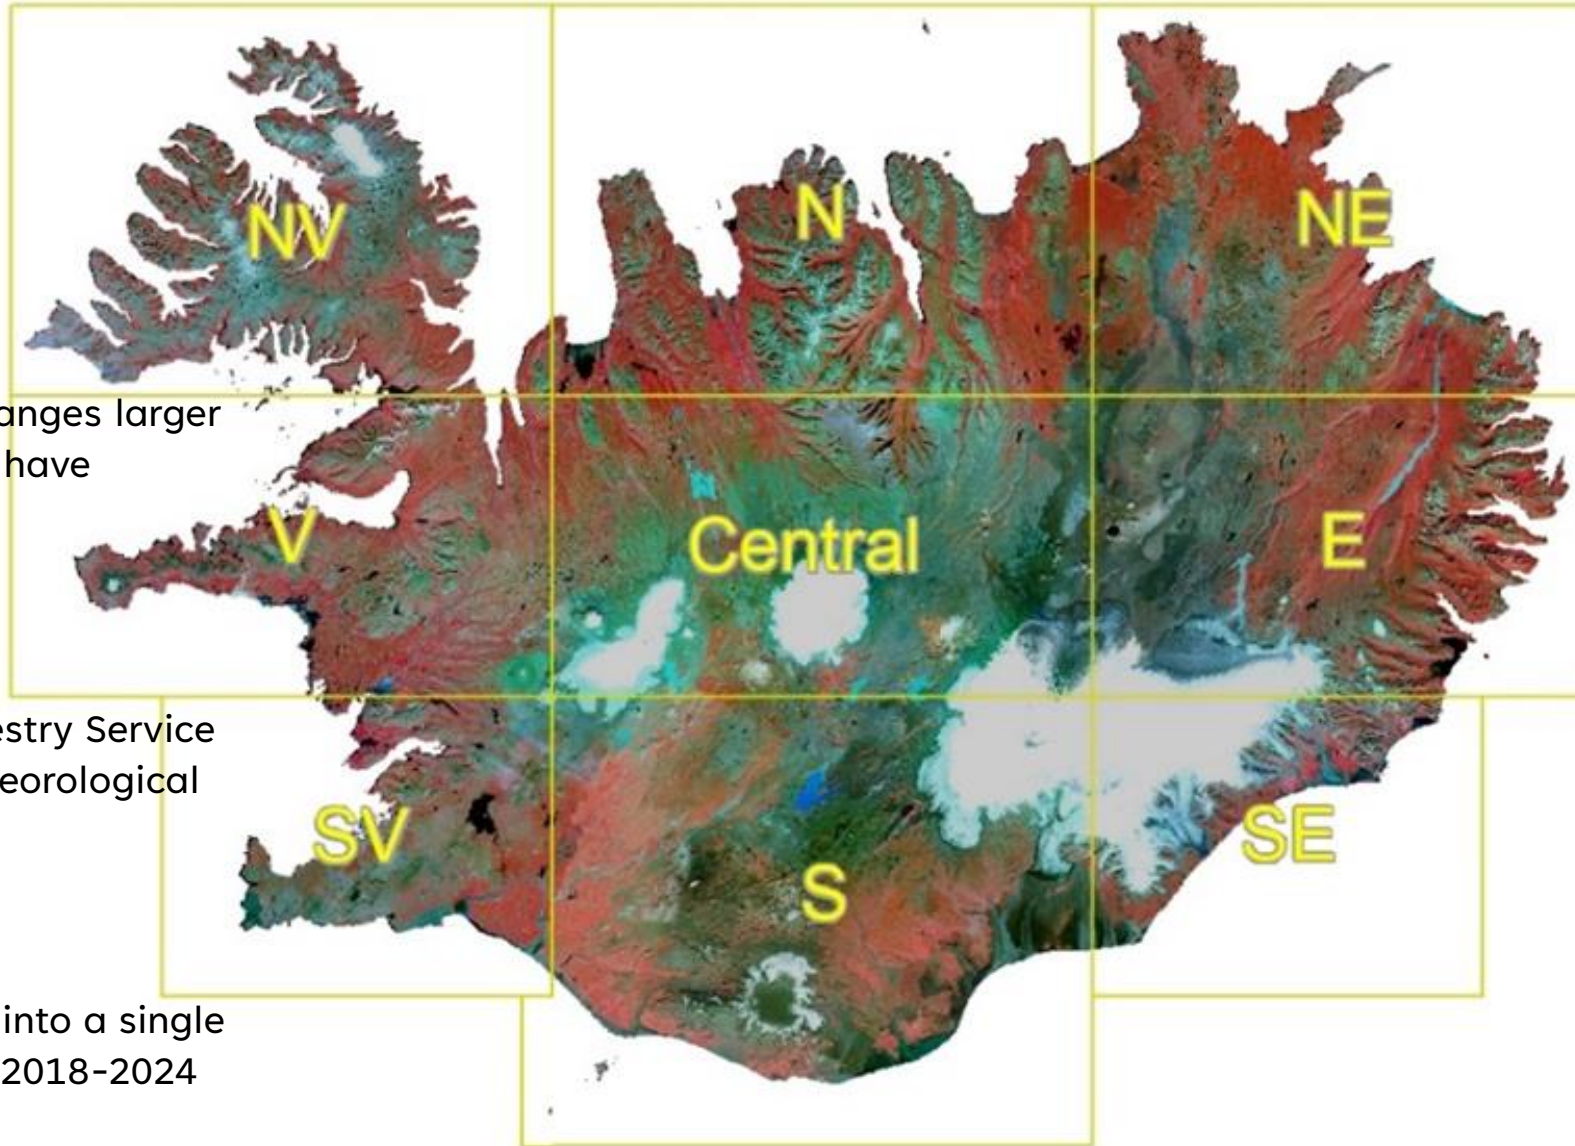 NV
N
NE
anges larger
have
V
Central
E
estry Service
eorological
SV
S
SE
into a single
2018-2024